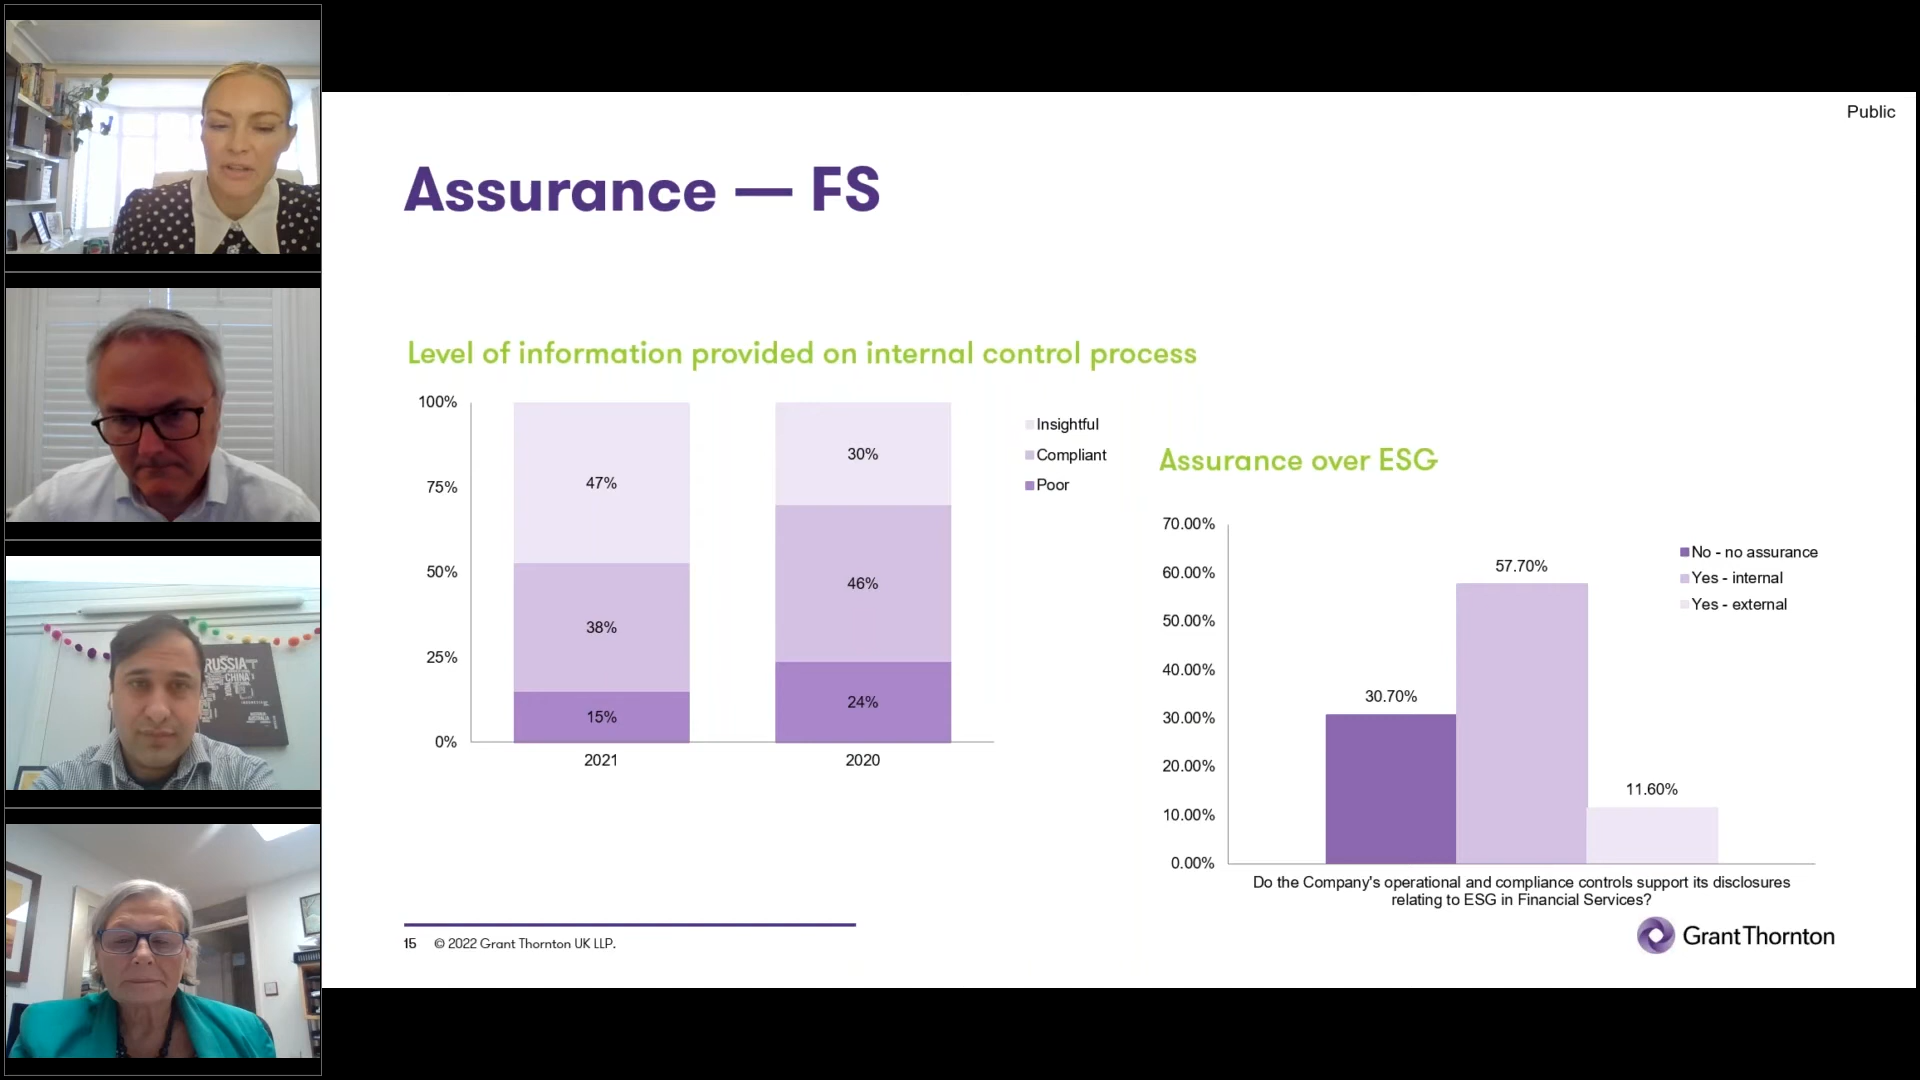 Public
Assurance — FS
Level of information provided on internal control process
100%
75%
50%
25%
0%
47%
38%
15%
30%
46%
24%
2021
2020
Insightful
Compliant
Poor
Assurance over ESG
70.00%
60.00%
50.00%
40.00%
30.00%
20.00%
10.00%
0.00%
30.70%
57.70%
11.60%
No - no assurance
Yes - internal
Yes - external
Do the Company's operational and compliance controls support its disclosures
relating to ESG in Financial Services?
15 © 2022 Grant Thornton UK LLP.
Grant Thornton
RUSSIA
CHINA